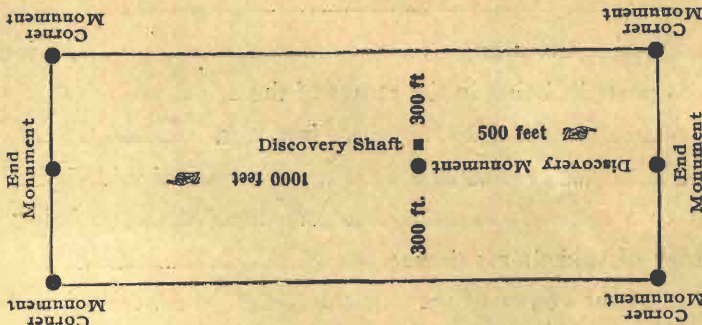 Corner
Monument
Corner
Monument
End
Monument
300 ft
Discovery Shaft
500 feet
Discovery Monument
1000 feet
300 ft.
End
Monument
Corner
Monument
Corner
Monument